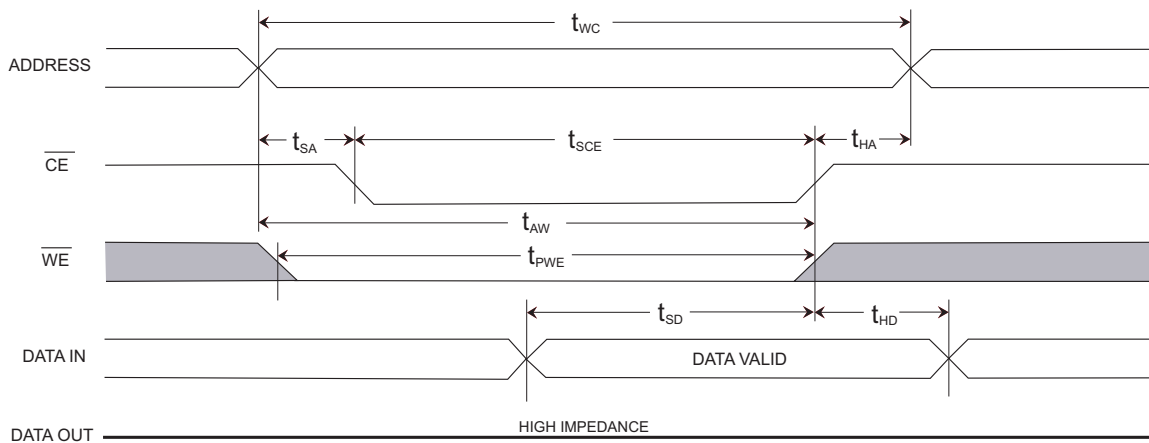 tWC
ADDRESS
tSA tSCE tHA
CE
tAW
WE
tPWE
tSD tHD
DATA IN
DATA VALID
DATA OUT
HIGH IMPEDANCE